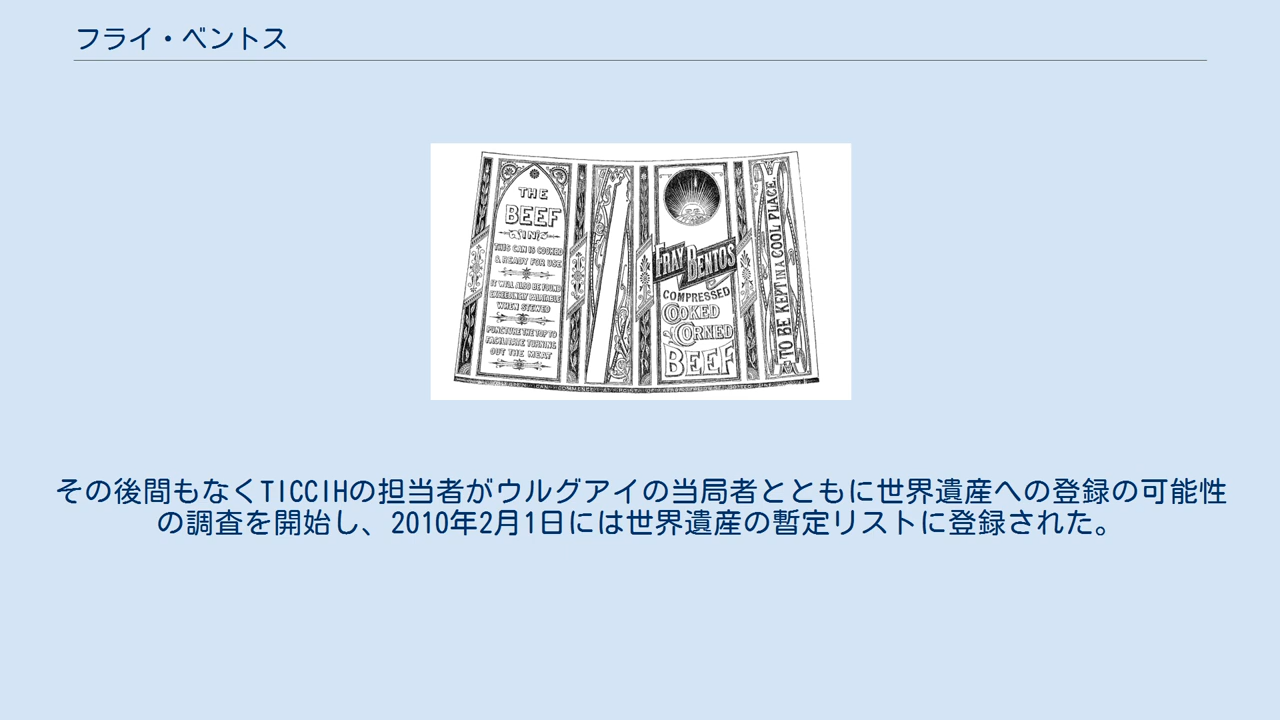 フライ・ベントス
THE
BEEF
IN
THIS CAN IS COOKED
& READY FOR USE
IT WILL ALSO BE FOUND
EXTREMELY PALATABLE
WHEN STEWED
PUNCTURE THE TOP TO
FACILITATE TURNING
OUT THE MEAT
FRAY BENTOS
COMPRESSED
COOKED
CORNED
BEEF
TO BE KEPT IN A COOL PLACE.
その後間もなくTICCIHの担当者がウルグアイの当局者とともに世界遺産への登録の可能性
の調査を開始し、2010年2月1日には世界遺産の暫定リストに登録された。